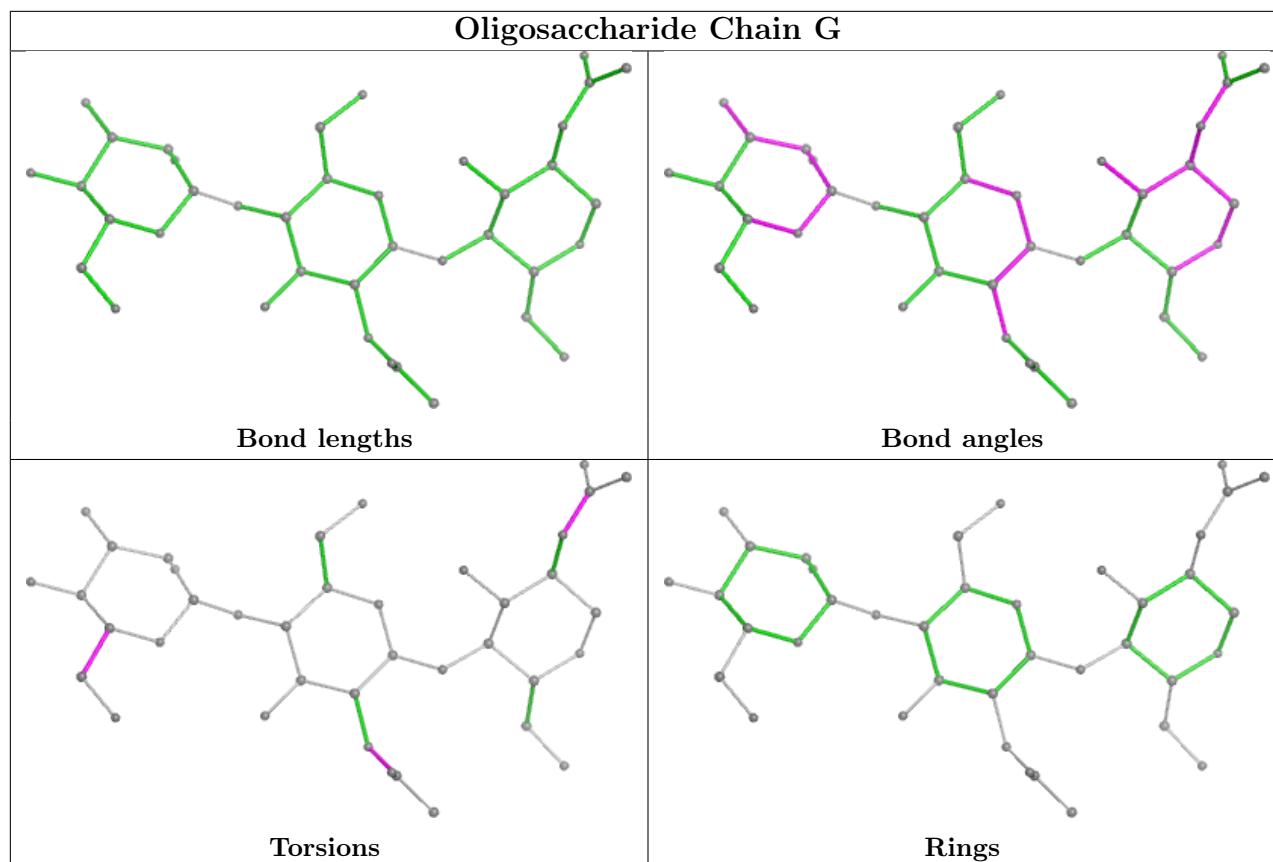 Oligosaccharide Chain G
Bond lengths
Bond angles
Torsions
Rings